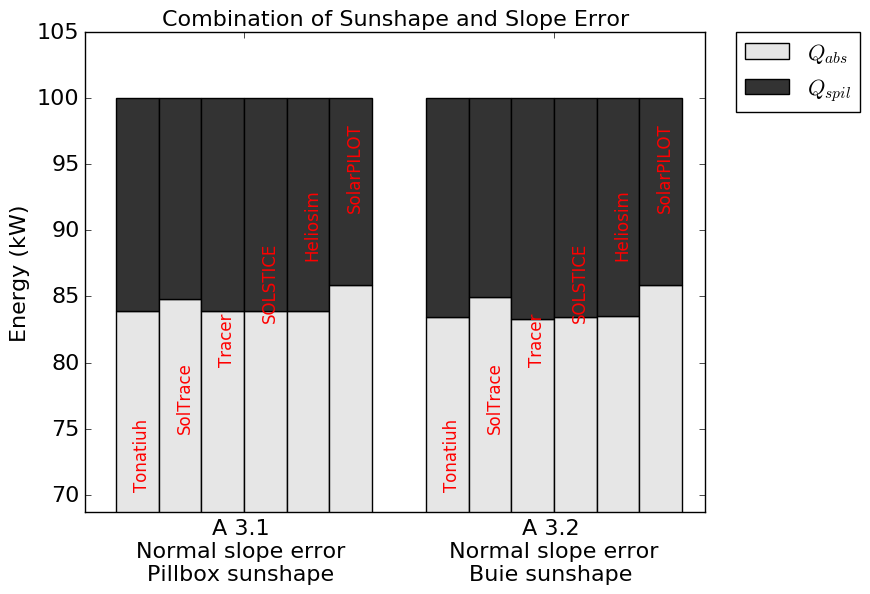 Combination of Sunshape and Slope Error
Energy (kW)
105
100
95
90
85
80
75
70
Tonatiuh
SolTrace
Tracer
SOLSTICE
Heliosim
SolarPILOT
Tonatiuh
SolTrace
Tracer
SOLSTICE
Heliosim
SolarPILOT
A 3.1
Normal slope error
Pillbox sunshape
A 3.2
Normal slope error
Buie sunshape
Q_abs
Q_spil